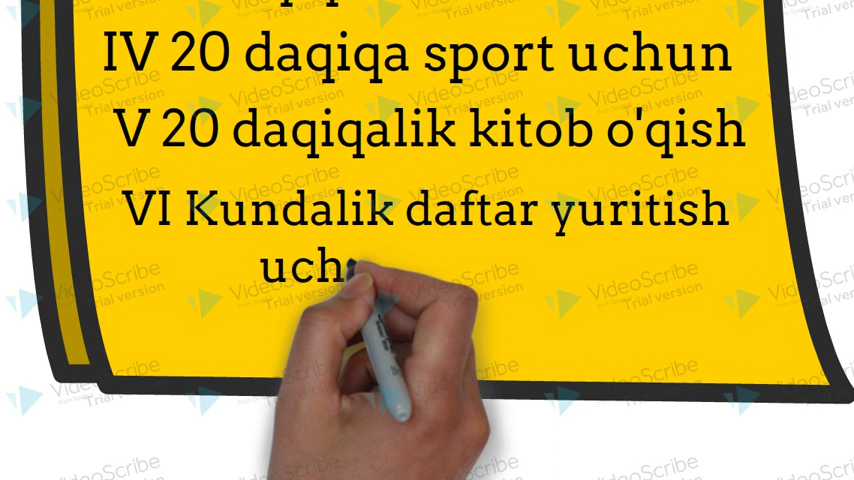 IV 20 daqiqa sport uchun
V 20 daqiqalik kitob o'qish
VI Kundalik daftar yuritish
uch